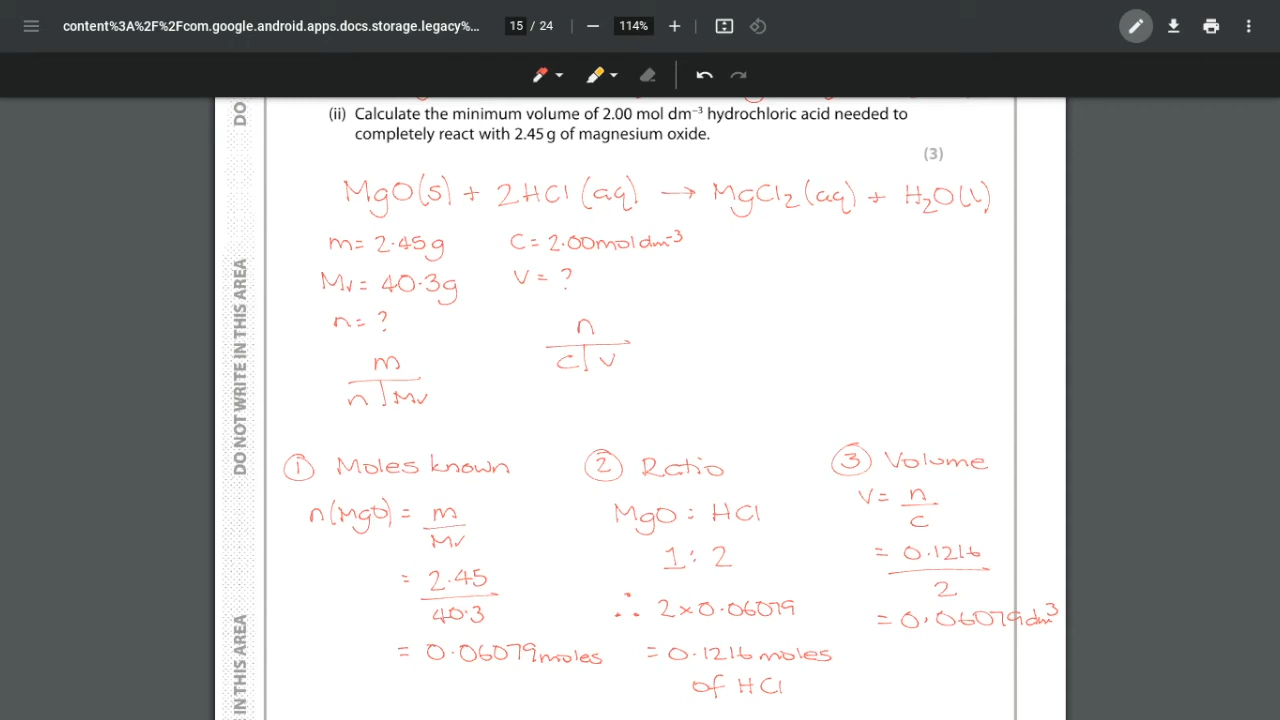 content%3A%2F%2Fcom.google.android.apps.docs.storage.legacy%... 15 / 24 114%
(ii) Calculate the minimum volume of 2.00 mol dm⁻³ hydrochloric acid needed to
completely react with 2.45 g of magnesium oxide.
(3)
MgO(s) + 2HCl (aq) → MgCl₂ (aq) + H₂O(l)
m = 2.45g
Mr = 40.3g
n = ?
m
n | Mr
C = 2.00moldm⁻³
V = ?
n
C | V
① Moles known
n(MgO) = m
Mr
= 2.45
40.3
= 0.06079 moles
② Ratio
MgO : HCl
1 : 2
∴ 2 × 0.06079
= 0.1216 moles
of HCl
③ Volume
V = n
C
= 0.1216
2
= 0.06079 dm³
DO
DO NOT WRITE IN THIS AREA
IN THIS AREA